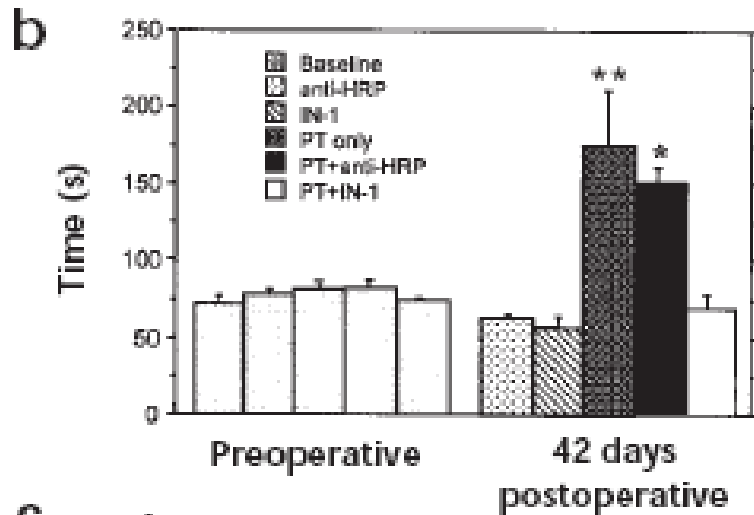 b
250
200
150
100
50
0
Time (s)
Baseline
anti-HRP
IN-1
PT only
PT+anti-HRP
PT+IN-1
**
*
Preoperative
42 days
postoperative